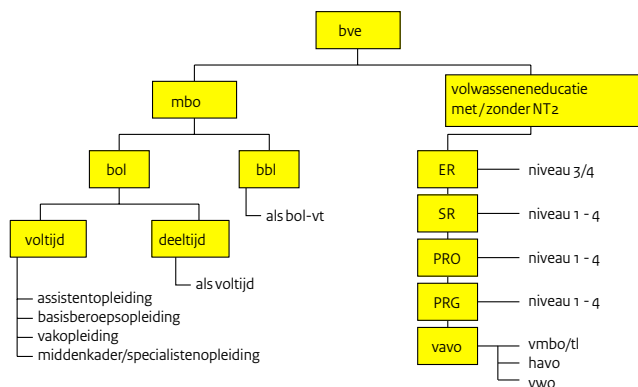 bve
mbo
volwasseneneducatie
met/zonder NT2
bol
bbl
ER
niveau 3/4
als bol-vt
SR
niveau 1 - 4
voltijd
deeltijd
PRO
niveau 1 - 4
als voltijd
assistentopleiding
basisberoepsopleiding
vakopleiding
middenkader/specialistenopleiding
PRG
niveau 1 - 4
vavo
vmbo/tl
havo
vwo